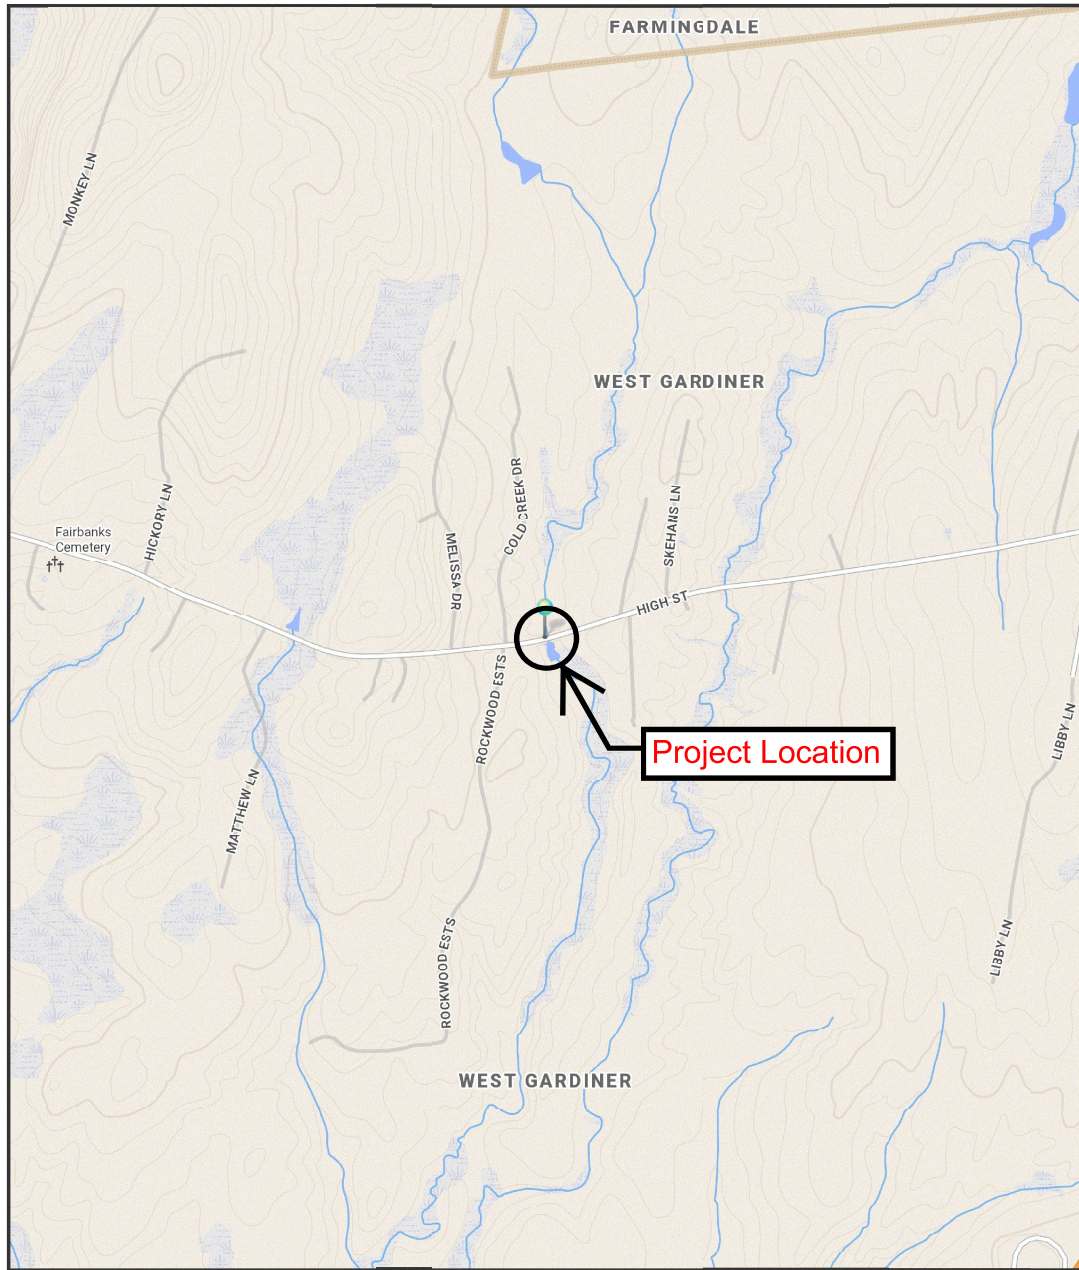 FARMINGDALE
MONKEY LN
WEST GARDINER
HICKORY LN
COLD CREEK DR
SKEHANS LN
Fairbanks
Cemetery
MELISSA DR
HIGH ST
ROCKWOOD ESTS
LIBBY LN
Project Location
MATTHEW LN
ROCKWOOD ESTS
LIBBY LN
WEST GARDINER